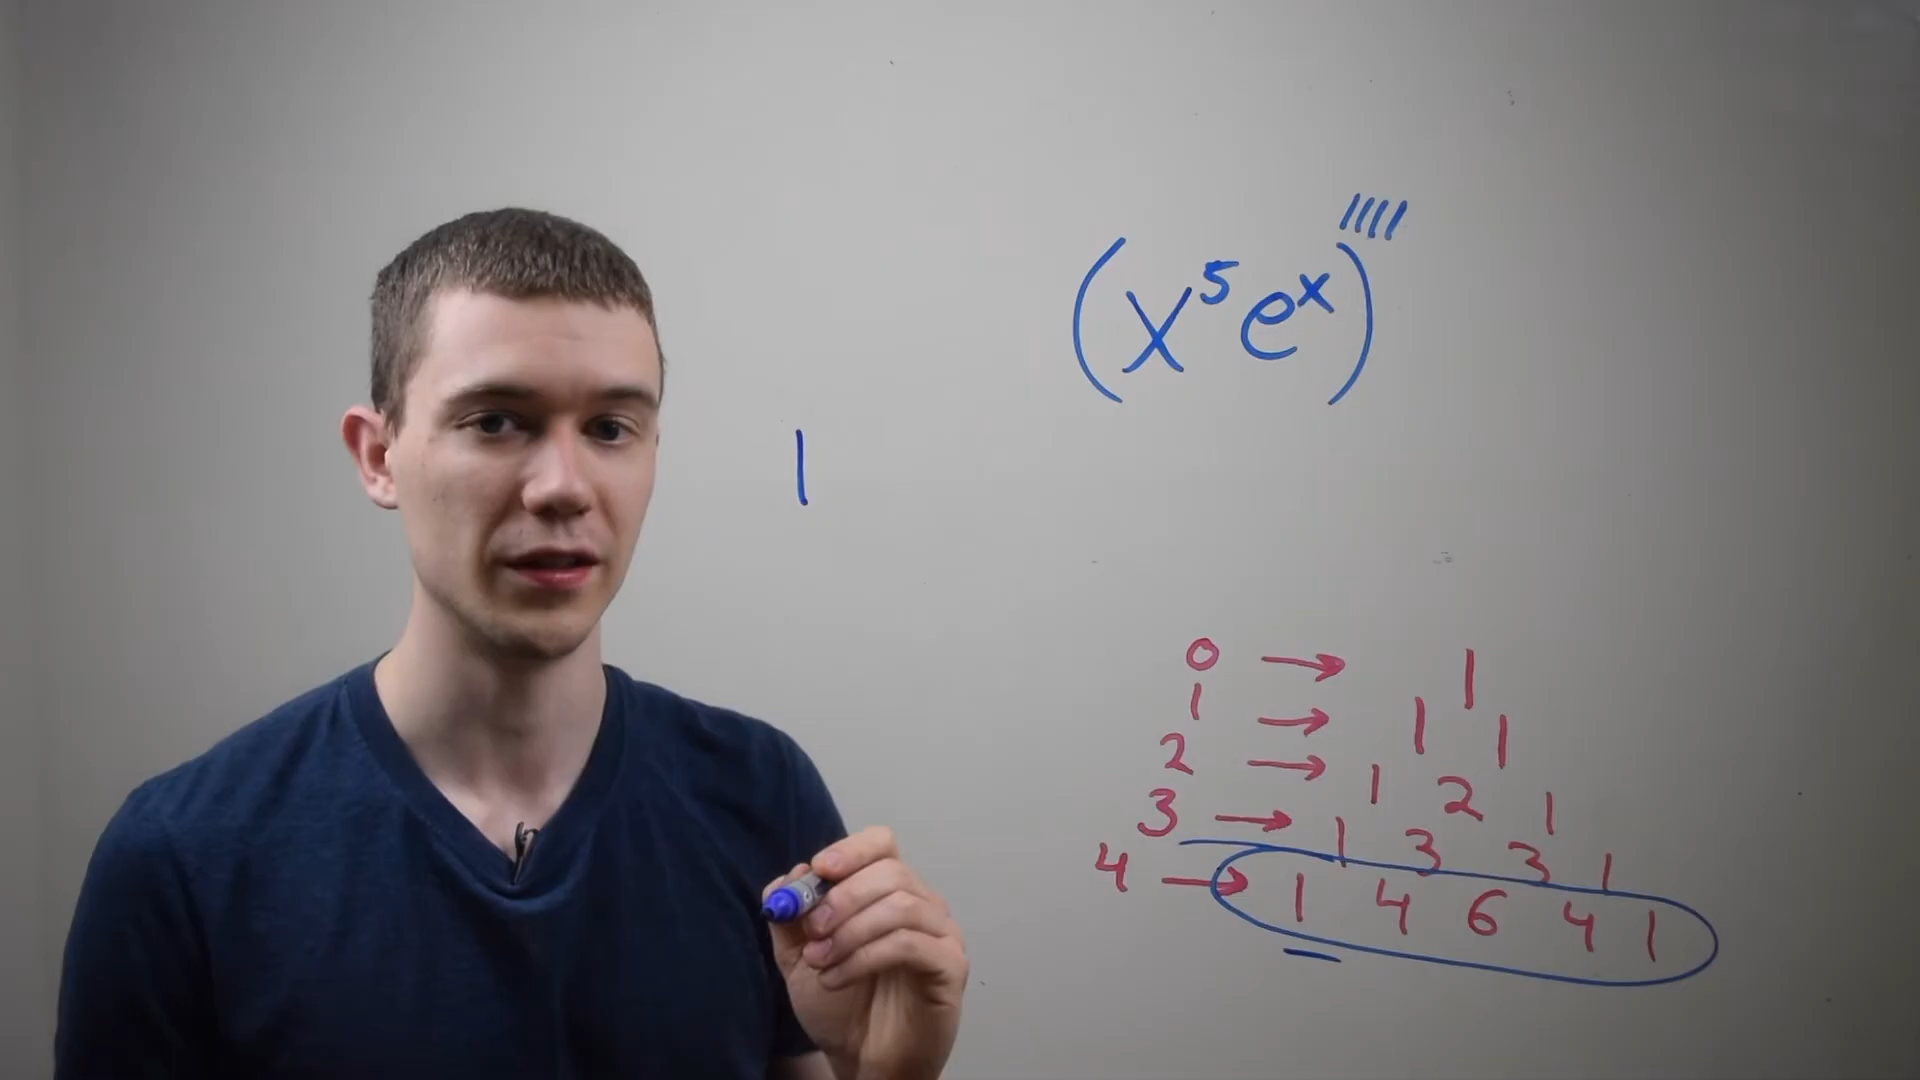 (x⁵eˣ)''''
1
0 → 1
1 → 1 1
2 → 1 2 1
3 → 1 3 3 1
4 → 1 4 6 4 1